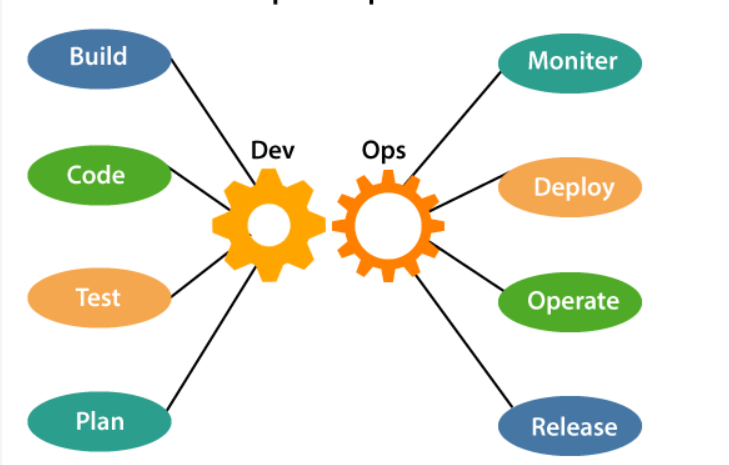 Build
Code
Test
Plan
Dev
Ops
Moniter
Deploy
Operate
Release